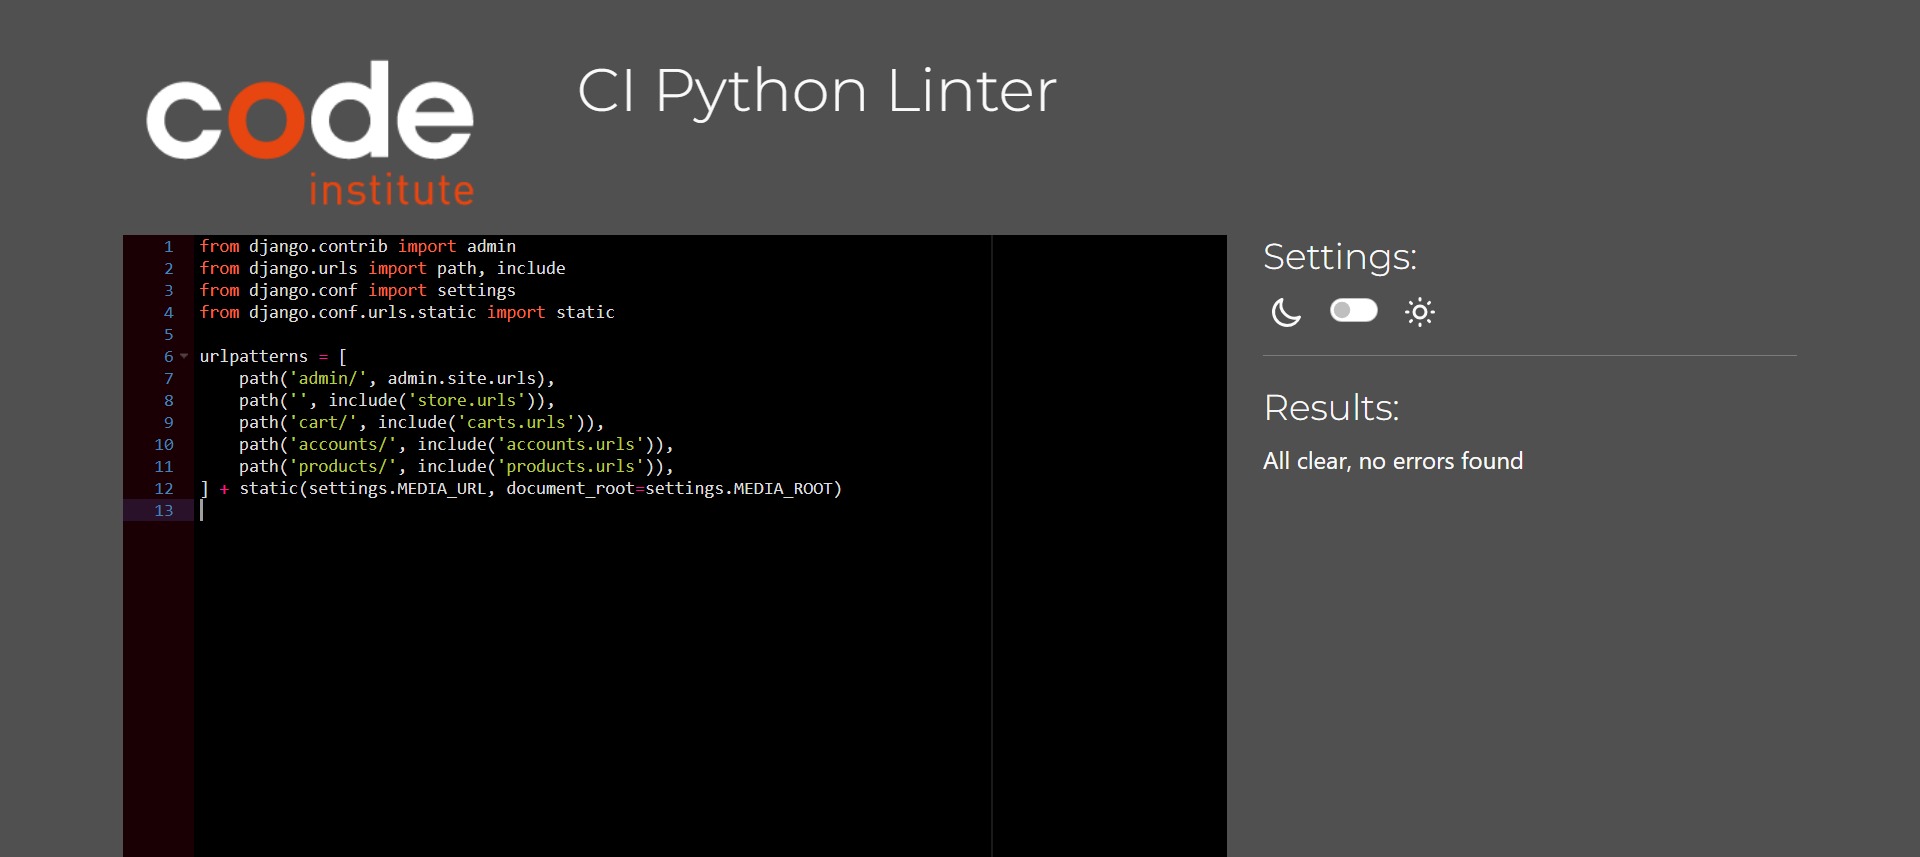 code
institute
CI Python Linter
1 from django.contrib import admin
2 from django.urls import path, include
3 from django.conf import settings
4 from django.conf.urls.static import static
5
6 urlpatterns = [
7     path('admin/', admin.site.urls),
8     path('', include('store.urls')),
9     path('cart/', include('carts.urls')),
10     path('accounts/', include('accounts.urls')),
11     path('products/', include('products.urls')),
12 ] + static(settings.MEDIA_URL, document_root=settings.MEDIA_ROOT)
13
Settings:
Results:
All clear, no errors found